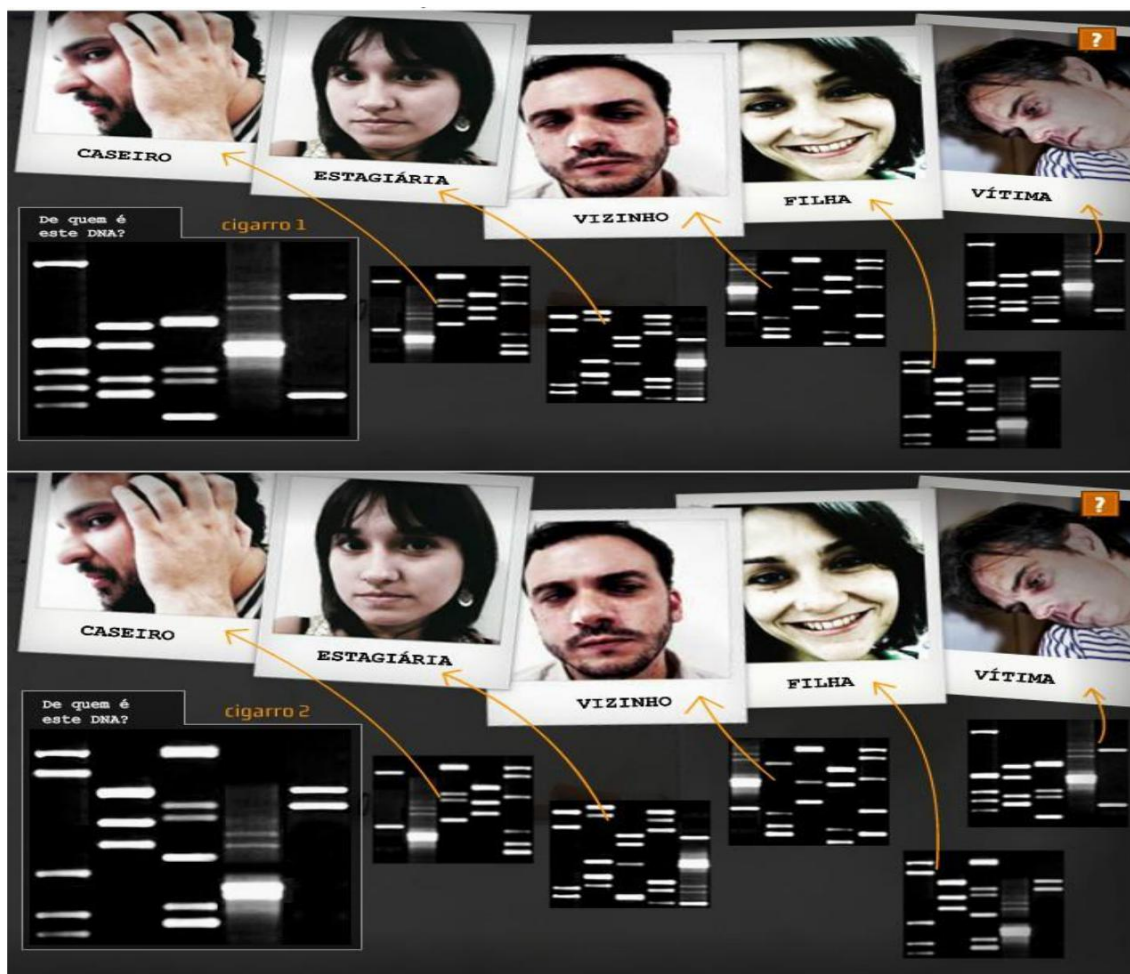 ?
CASEIRO
ESTAGIÁRIA
VIZINHO
FILHA
VÍTIMA
De quem é
este DNA?
cigarro 1
?
CASEIRO
ESTAGIÁRIA
VIZINHO
FILHA
VÍTIMA
De quem é
este DNA?
cigarro 2